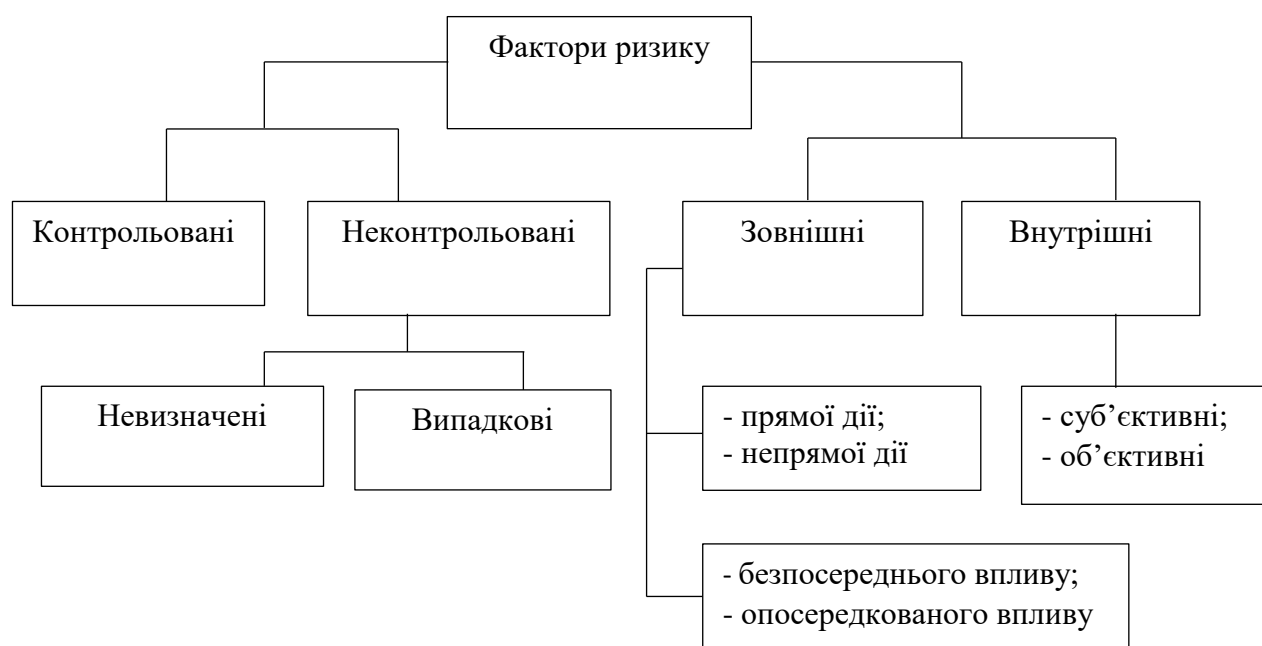 Фактори ризику
Контрольовані
Неконтрольовані
Зовнішні
Внутрішні
Невизначені
Випадкові
- прямої дії;
- непрямої дії
- суб’єктивні;
- об’єктивні
- безпосереднього впливу;
- опосередкованого впливу